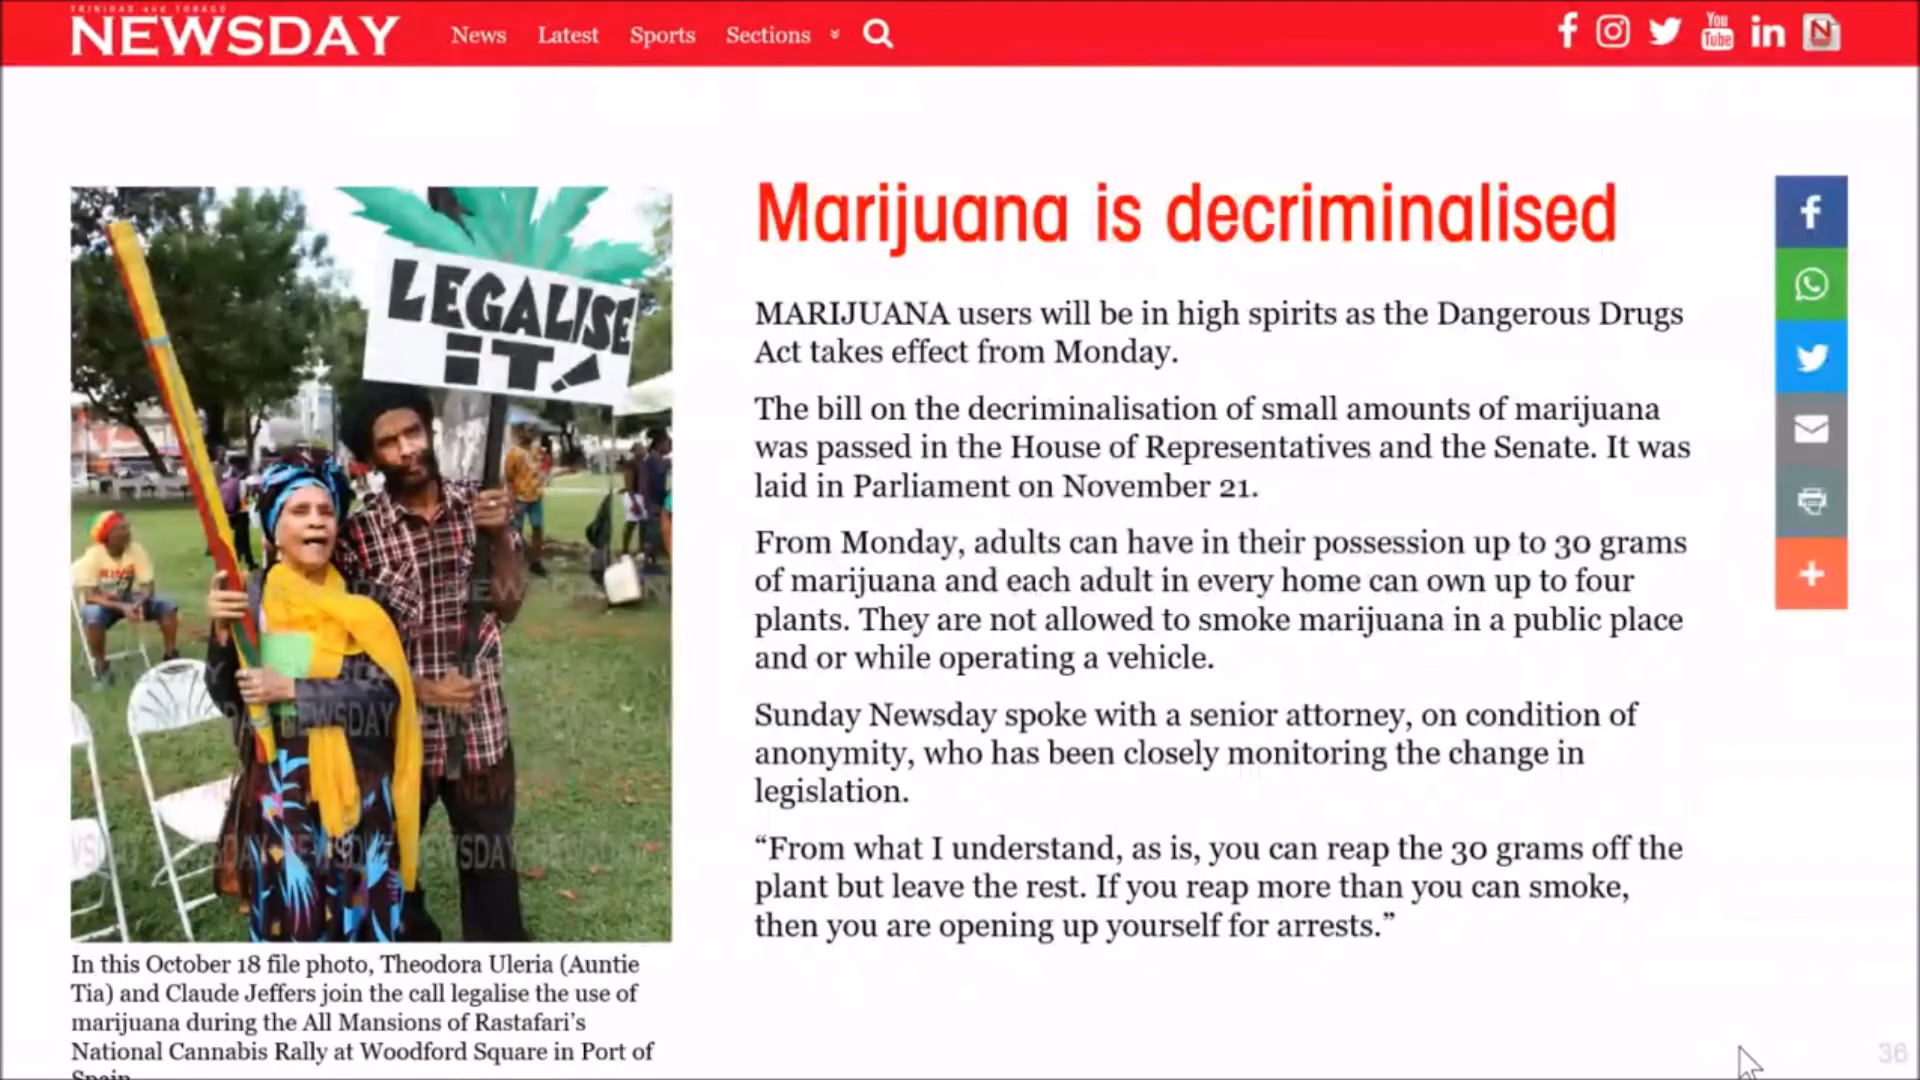 TRINIDAD and TOBAGO
NEWSDAY
News Latest Sports Sections
You
Tube
LEGALISE
IT!
Marijuana is decriminalised
MARIJUANA users will be in high spirits as the Dangerous Drugs
Act takes effect from Monday.
The bill on the decriminalisation of small amounts of marijuana
was passed in the House of Representatives and the Senate. It was
laid in Parliament on November 21.
From Monday, adults can have in their possession up to 30 grams
of marijuana and each adult in every home can own up to four
plants. They are not allowed to smoke marijuana in a public place
and or while operating a vehicle.
Sunday Newsday spoke with a senior attorney, on condition of
anonymity, who has been closely monitoring the change in
legislation.
“From what I understand, as is, you can reap the 30 grams off the
plant but leave the rest. If you reap more than you can smoke,
then you are opening up yourself for arrests.”
In this October 18 file photo, Theodora Uleria (Auntie
Tia) and Claude Jeffers join the call legalise the use of
marijuana during the All Mansions of Rastafari’s
National Cannabis Rally at Woodford Square in Port of
Spain
36